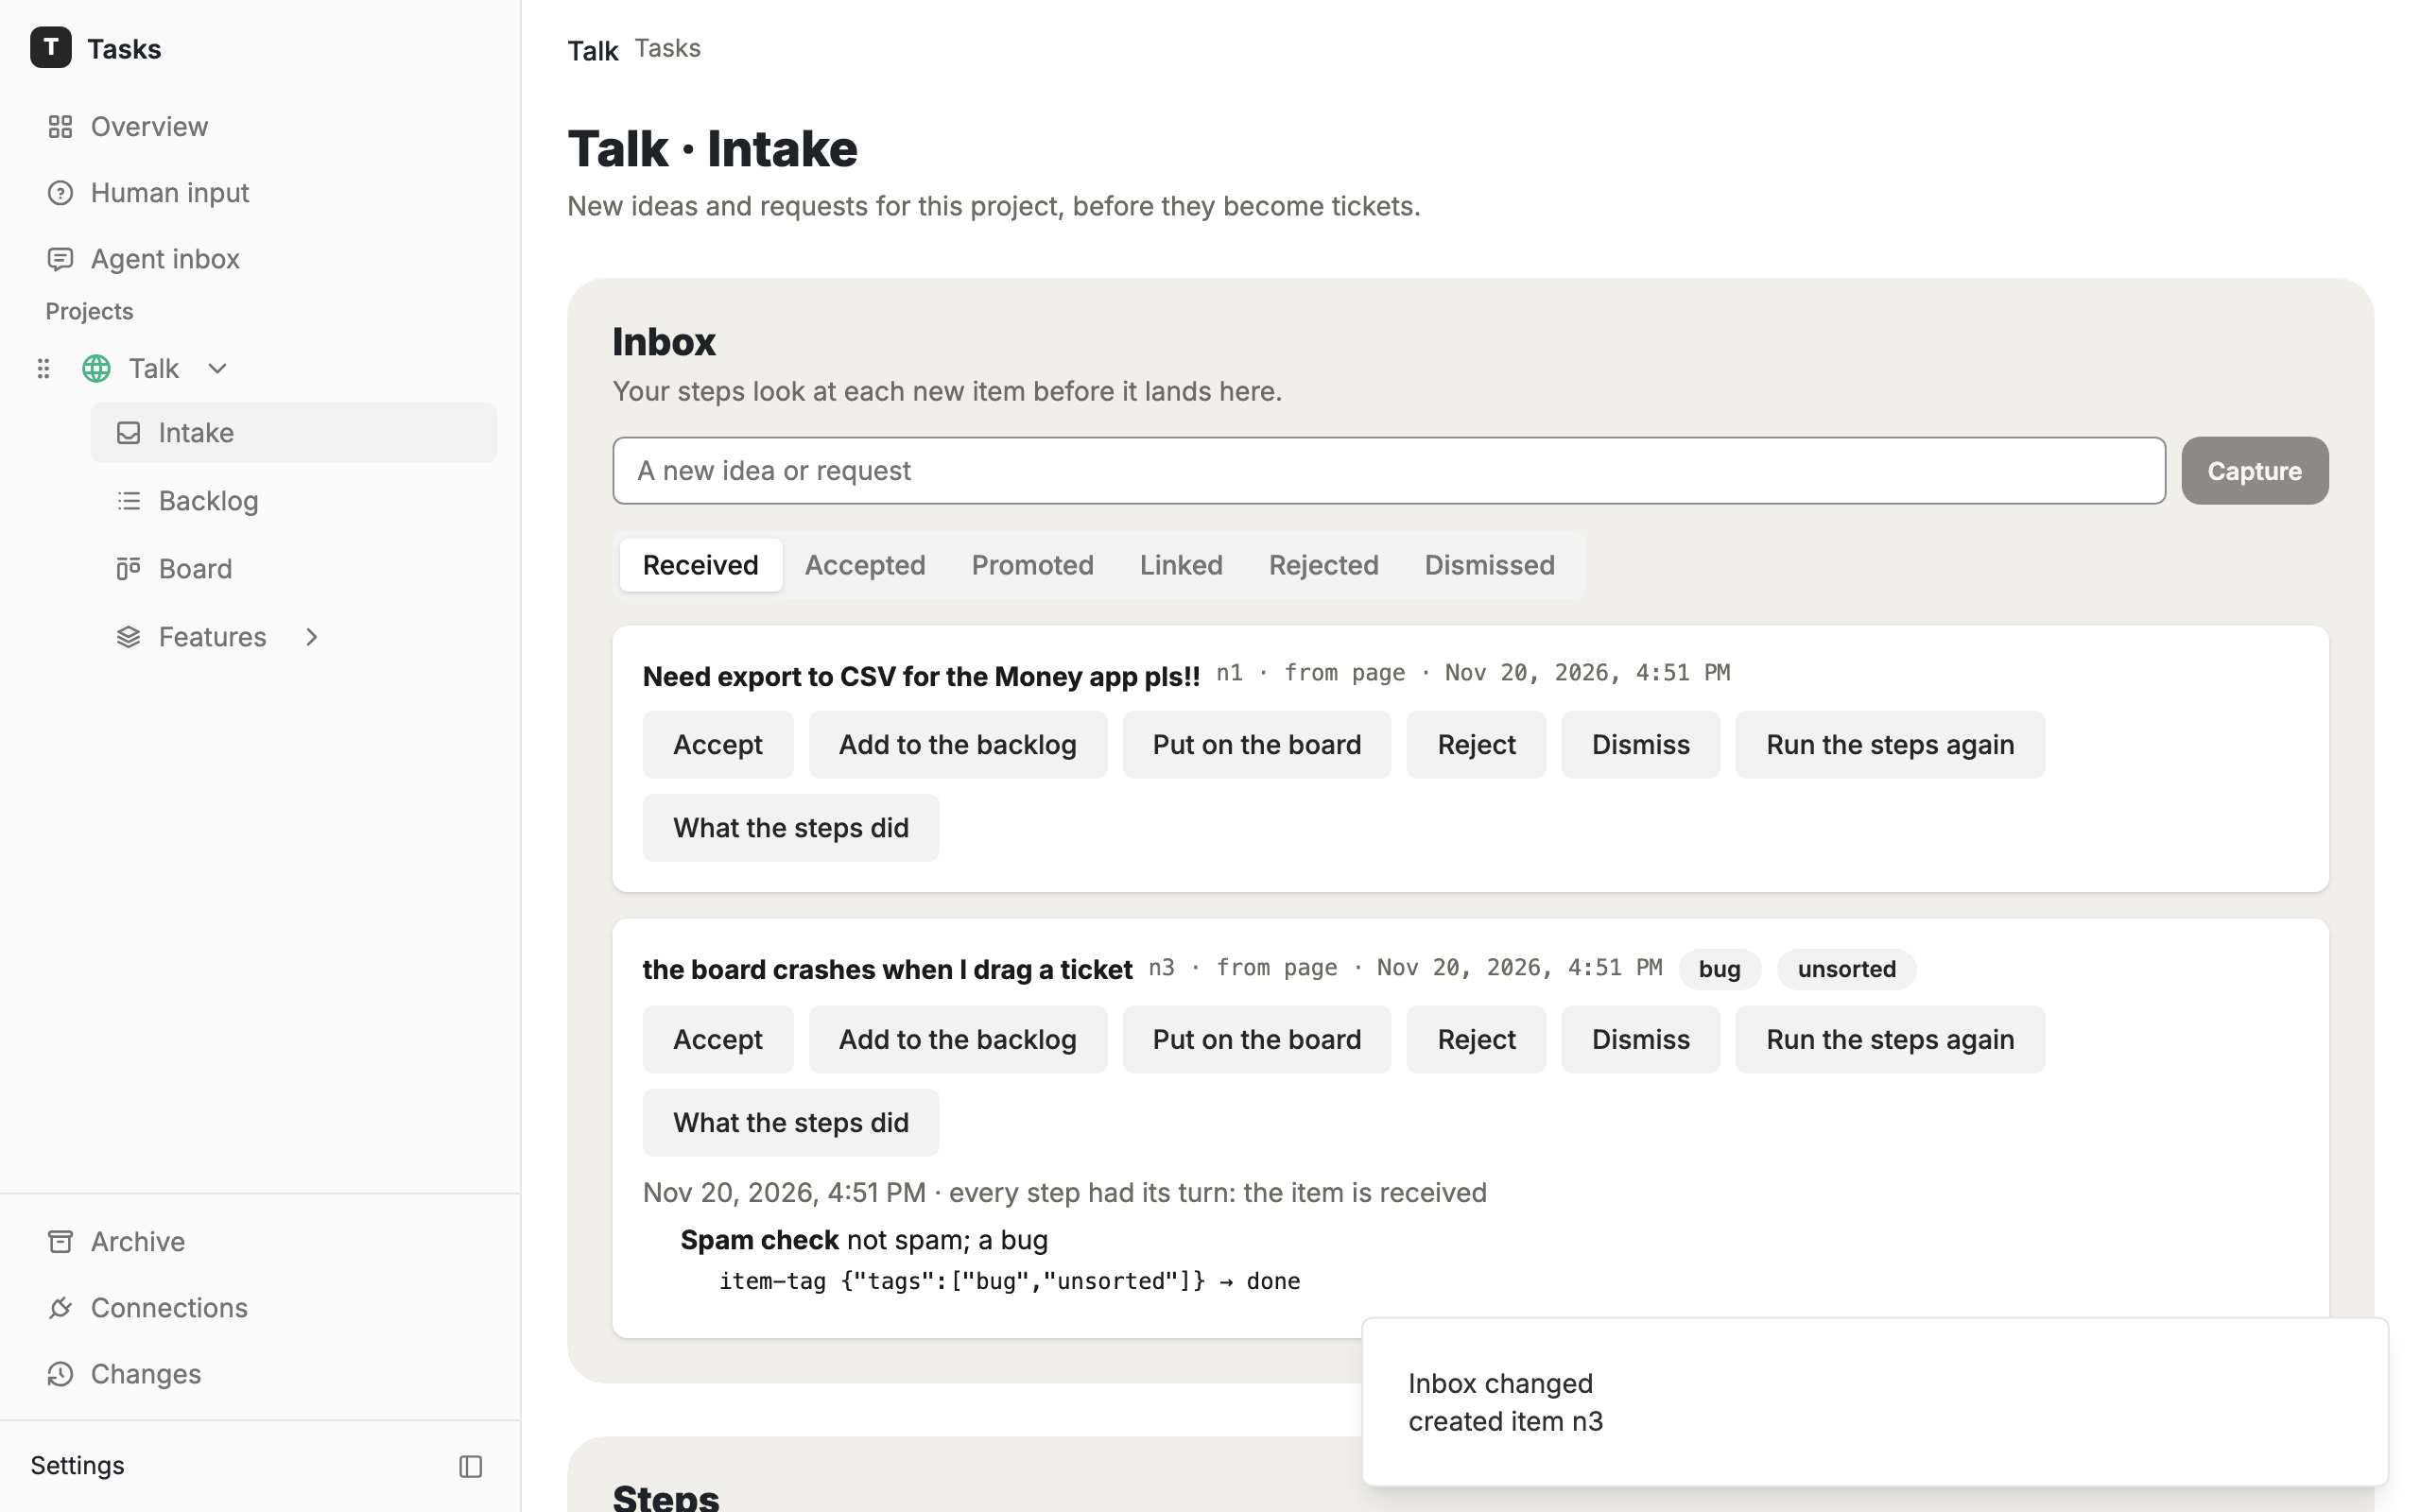 T Tasks
Overview
Human input
Agent inbox
Projects
Talk
Intake
Backlog
Board
Features
Archive
Connections
Changes
Settings
Talk Tasks
Talk · Intake
New ideas and requests for this project, before they become tickets.
Inbox
Your steps look at each new item before it lands here.
A new idea or request
Capture
Received Accepted Promoted Linked Rejected Dismissed
Need export to CSV for the Money app pls!! n1 · from page · Nov 20, 2026, 4:51 PM
Accept Add to the backlog Put on the board Reject Dismiss Run the steps again
What the steps did
the board crashes when I drag a ticket n3 · from page · Nov 20, 2026, 4:51 PM bug unsorted
Accept Add to the backlog Put on the board Reject Dismiss Run the steps again
What the steps did
Nov 20, 2026, 4:51 PM · every step had its turn: the item is received
Spam check not spam; a bug
item-tag {"tags":["bug","unsorted"]} → done
Inbox changed
created item n3
Steps